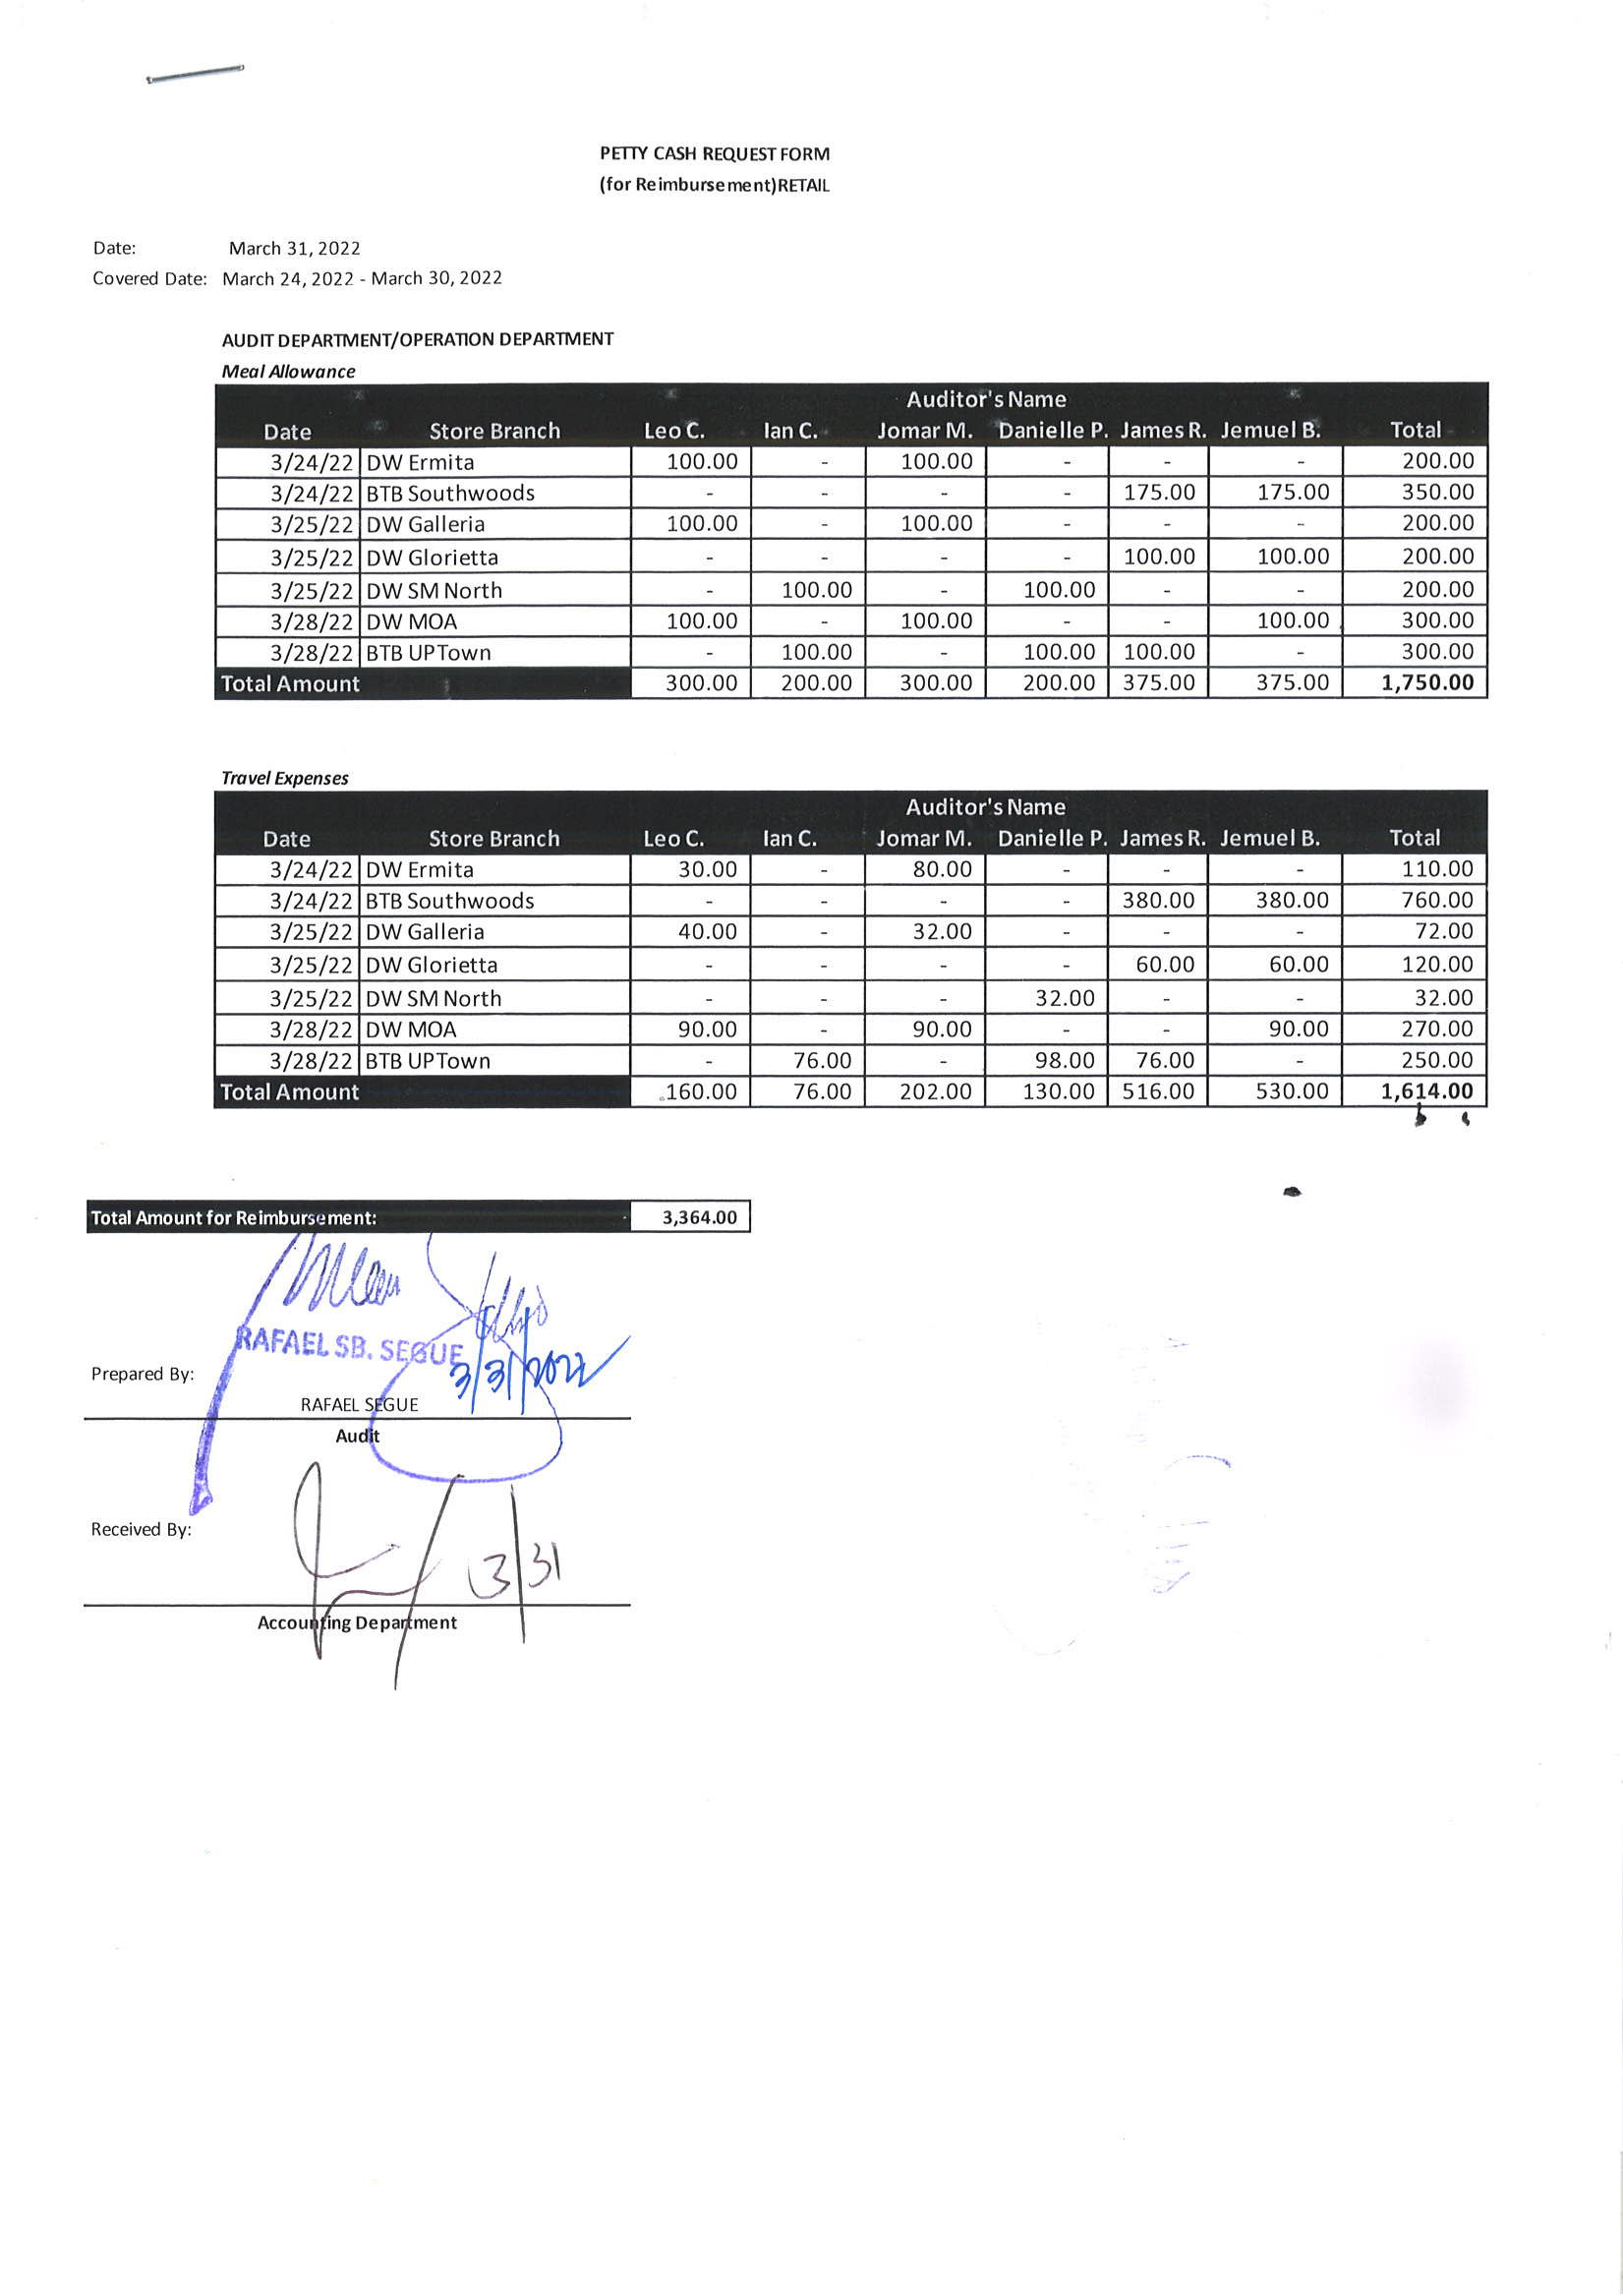 PETTY CASH REQUEST FORM
(for Reimbursement)RETAIL
Date: March 31, 2022
Covered Date: March 24, 2022 - March 30, 2022
AUDIT DEPARTMENT/OPERATION DEPARTMENT
Meal Allowance
Auditor's Name
Date Store Branch Leo C. Ian C. Jomar M. Danielle P. James R. Jemuel B. Total
3/24/22 DW Ermita 100.00 - 100.00 - - - 200.00
3/24/22 BTB Southwoods - - - - 175.00 175.00 350.00
3/25/22 DW Galleria 100.00 - 100.00 - - - 200.00
3/25/22 DW Glorietta - - - - 100.00 100.00 200.00
3/25/22 DW SM North - 100.00 - 100.00 - - 200.00
3/28/22 DW MOA 100.00 - 100.00 - - 100.00 300.00
3/28/22 BTB UPTown - 100.00 - 100.00 100.00 - 300.00
Total Amount 300.00 200.00 300.00 200.00 375.00 375.00 1,750.00
Travel Expenses
Auditor's Name
Date Store Branch Leo C. Ian C. Jomar M. Danielle P. James R. Jemuel B. Total
3/24/22 DW Ermita 30.00 - 80.00 - - - 110.00
3/24/22 BTB Southwoods - - - - 380.00 380.00 760.00
3/25/22 DW Galleria 40.00 - 32.00 - - - 72.00
3/25/22 DW Glorietta - - - - 60.00 60.00 120.00
3/25/22 DW SM North - - - 32.00 - - 32.00
3/28/22 DW MOA 90.00 - 90.00 - - 90.00 270.00
3/28/22 BTB UPTown - 76.00 - 98.00 76.00 - 250.00
Total Amount 160.00 76.00 202.00 130.00 516.00 530.00 1,614.00
Total Amount for Reimbursement: 3,364.00
RAFAEL SB. SEGUE
3/31/2022
Prepared By:
RAFAEL SEGUE
Audit
Received By:
3/31
Accounting Department